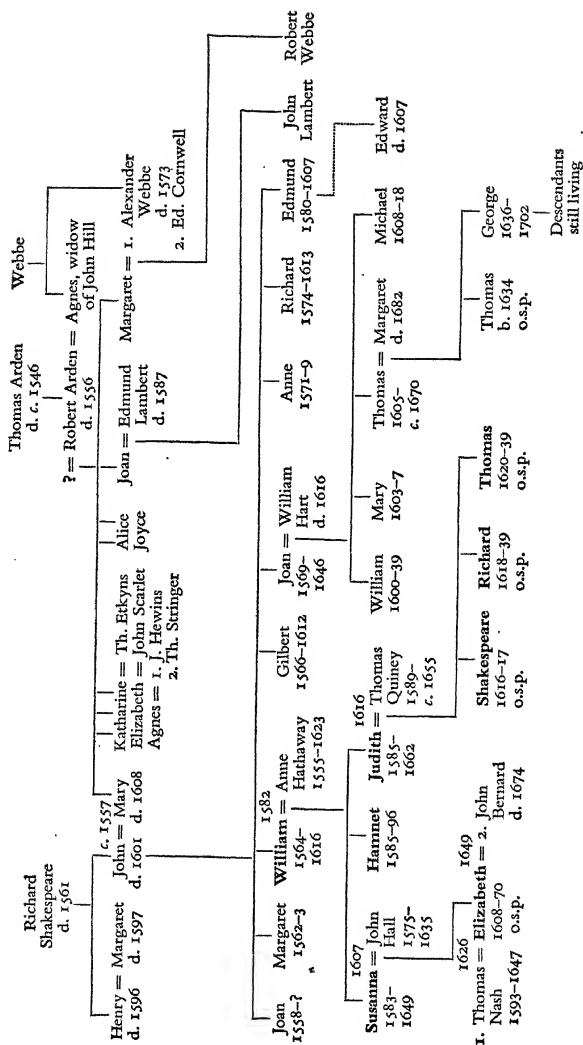 Richard
Shakespeare
d. 1561
Thomas Arden
d. c. 1546
Webbe
? = Robert Arden = Agnes, widow
d. 1556
of John Hill
Henry = Margaret
d. 1596
d. 1597
c. 1557
John = Mary
d. 1601
d. 1608
Katharine = Th. Etkyns
Elizabeth = John Scarlet
Agnes = 1. J. Hewins
2. Th. Stringer
Alice
Joyce
Joan = Edmund
Lambert
d. 1587
Margaret = 1. Alexander
Webbe
d. 1573
2. Ed. Cornwell
Joan
1558–?
Margaret
1562–3
1582
William = Anne
1564–
1616
Hathaway
1555–1623
Gilbert
1566–1612
Joan = William
1569–
1646
Hart
d. 1616
Anne
1571–9
Richard
1574–1613
Edmund
1580–1607
John
Lambert
Robert
Webbe
1607
Susanna = John
1583–
1649
Hall
1575–
1635
Hamnet
1585–96
1616
Judith = Thomas
1585–
1662
Quiney
1589–
c. 1655
William
1600–39
Mary
1603–7
Thomas = Margaret
1605–
c. 1670
d. 1682
Michael
1608–18
Edward
d. 1607
1626
1649
1. Thomas = Elizabeth = 2. John
Nash
1593–1647
1608–70
o.s.p.
Bernard
d. 1674
Shakespeare
1616–17
o.s.p.
Richard
1618–39
o.s.p.
Thomas
1620–39
o.s.p.
Thomas
b. 1634
o.s.p.
George
1636–
1702
Descendants
still living